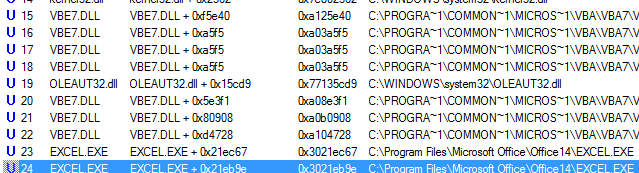 U 15 VBE7.DLL VBE7.DLL + 0xf5e40 0xa125e40 C:\PROGRA~1\COMMON~1\MICROS~1\VBA\VBA7\V
U 16 VBE7.DLL VBE7.DLL + 0xa5f5 0xa03a5f5 C:\PROGRA~1\COMMON~1\MICROS~1\VBA\VBA7\V
U 17 VBE7.DLL VBE7.DLL + 0xa5f5 0xa03a5f5 C:\PROGRA~1\COMMON~1\MICROS~1\VBA\VBA7\V
U 18 VBE7.DLL VBE7.DLL + 0xa5f5 0xa03a5f5 C:\PROGRA~1\COMMON~1\MICROS~1\VBA\VBA7\V
U 19 OLEAUT32.dll OLEAUT32.dll + 0x15cd9 0x77135cd9 C:\WINDOWS\system32\OLEAUT32.dll
U 20 VBE7.DLL VBE7.DLL + 0x5e3f1 0xa08e3f1 C:\PROGRA~1\COMMON~1\MICROS~1\VBA\VBA7\V
U 21 VBE7.DLL VBE7.DLL + 0x80908 0xa0b0908 C:\PROGRA~1\COMMON~1\MICROS~1\VBA\VBA7\V
U 22 VBE7.DLL VBE7.DLL + 0xd4728 0xa104728 C:\PROGRA~1\COMMON~1\MICROS~1\VBA\VBA7\V
U 23 EXCEL.EXE EXCEL.EXE + 0x21ec67 0x3021ec67 C:\Program Files\Microsoft Office\Office14\EXCEL.EXE
U 24 EXCEL.EXE EXCEL.EXE + 0x21eb9e 0x3021eb9e C:\Program Files\Microsoft Office\Office14\EXCEL.EXE